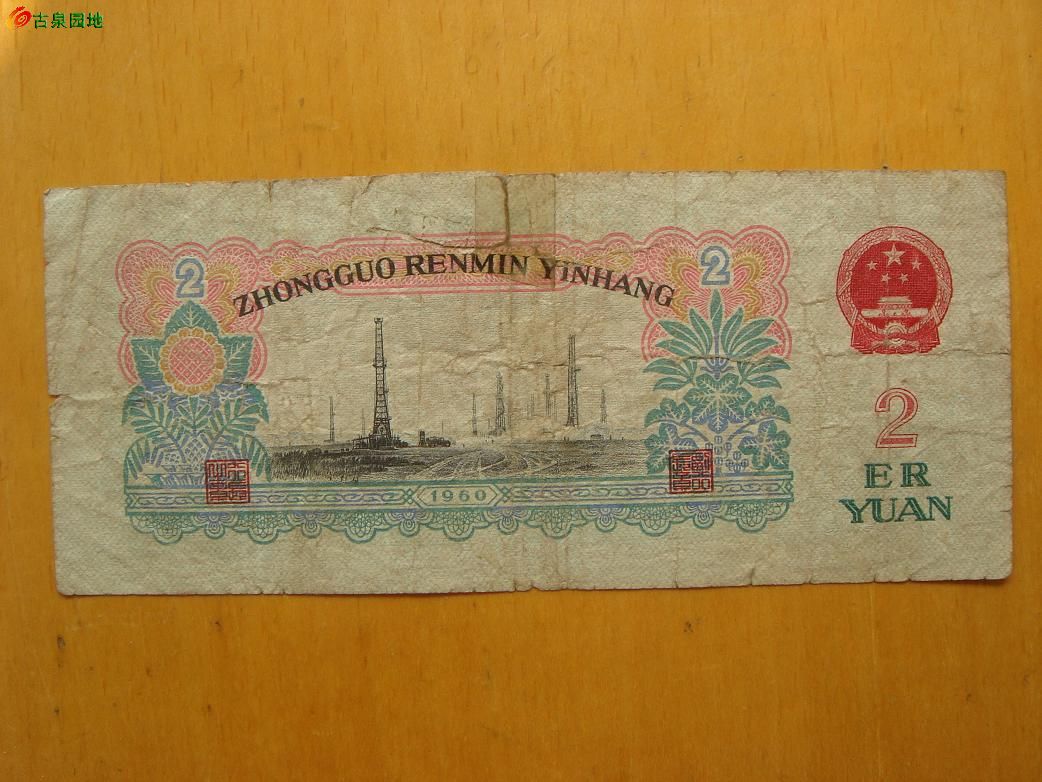 古泉园地
2
2
ZHONGGUO RENMIN YINHANG
2
ER
YUAN
1960